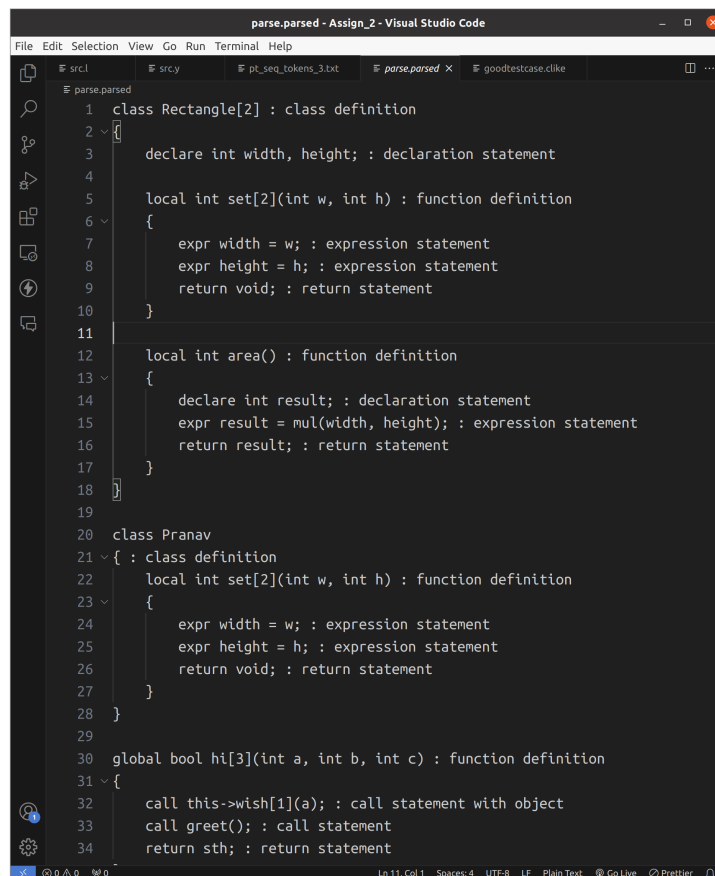 parse.parsed - Assign_2 - Visual Studio Code
File Edit Selection View Go Run Terminal Help
src.l src.y pt_seq_tokens_3.txt parse.parsed goodtestcase.clike
parse.parsed
1 class Rectangle[2] : class definition
2 {
3 declare int width, height; : declaration statement
4
5 local int set[2](int w, int h) : function definition
6 {
7 expr width = w; : expression statement
8 expr height = h; : expression statement
9 return void; : return statement
10 }
11
12 local int area() : function definition
13 {
14 declare int result; : declaration statement
15 expr result = mul(width, height); : expression statement
16 return result; : return statement
17 }
18 }
19
20 class Pranav
21 { : class definition
22 local int set[2](int w, int h) : function definition
23 {
24 expr width = w; : expression statement
25 expr height = h; : expression statement
26 return void; : return statement
27 }
28 }
29
30 global bool hi[3](int a, int b, int c) : function definition
31 {
32 call this->wish[1](a); : call statement with object
33 call greet(); : call statement
34 return sth; : return statement
1
0 0 0 Ln 11, Col 1 Spaces: 4 UTF-8 LF Plain Text Go Live Prettier